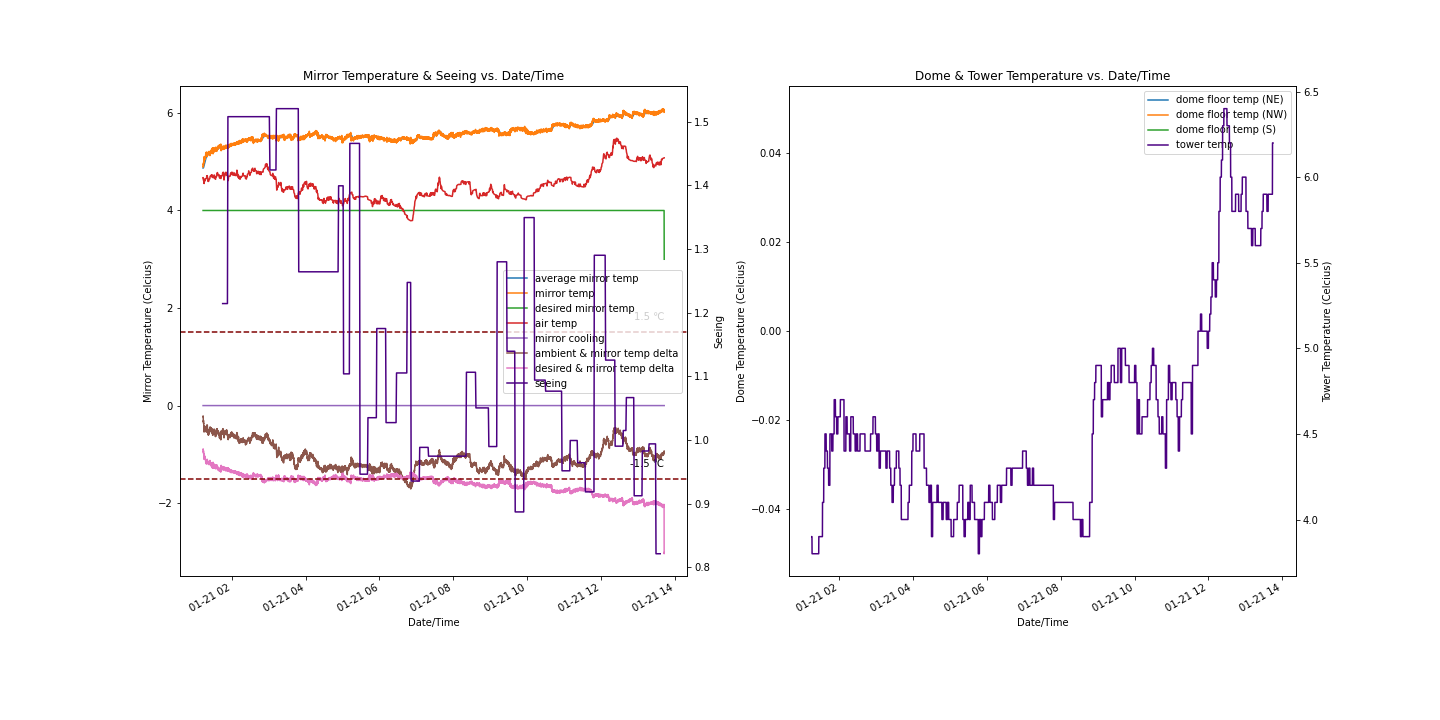 Mirror Temperature & Seeing vs. Date/Time
Mirror Temperature (Celcius)
6
4
2
0
−2
1.5
1.4
1.3
1.2
1.1
1.0
0.9
0.8
Seeing
average mirror temp
mirror temp
desired mirror temp
air temp
mirror cooling
ambient & mirror temp delta
desired & mirror temp delta
seeing
1.5 °C
-1.5 °C
01-21 02
01-21 04
01-21 06
01-21 08
01-21 10
01-21 12
01-21 14
Date/Time
Dome & Tower Temperature vs. Date/Time
Dome Temperature (Celcius)
0.04
0.02
0.00
−0.02
−0.04
6.5
6.0
5.5
5.0
4.5
4.0
Tower Temperature (Celcius)
dome floor temp (NE)
dome floor temp (NW)
dome floor temp (S)
tower temp
01-21 02
01-21 04
01-21 06
01-21 08
01-21 10
01-21 12
01-21 14
Date/Time